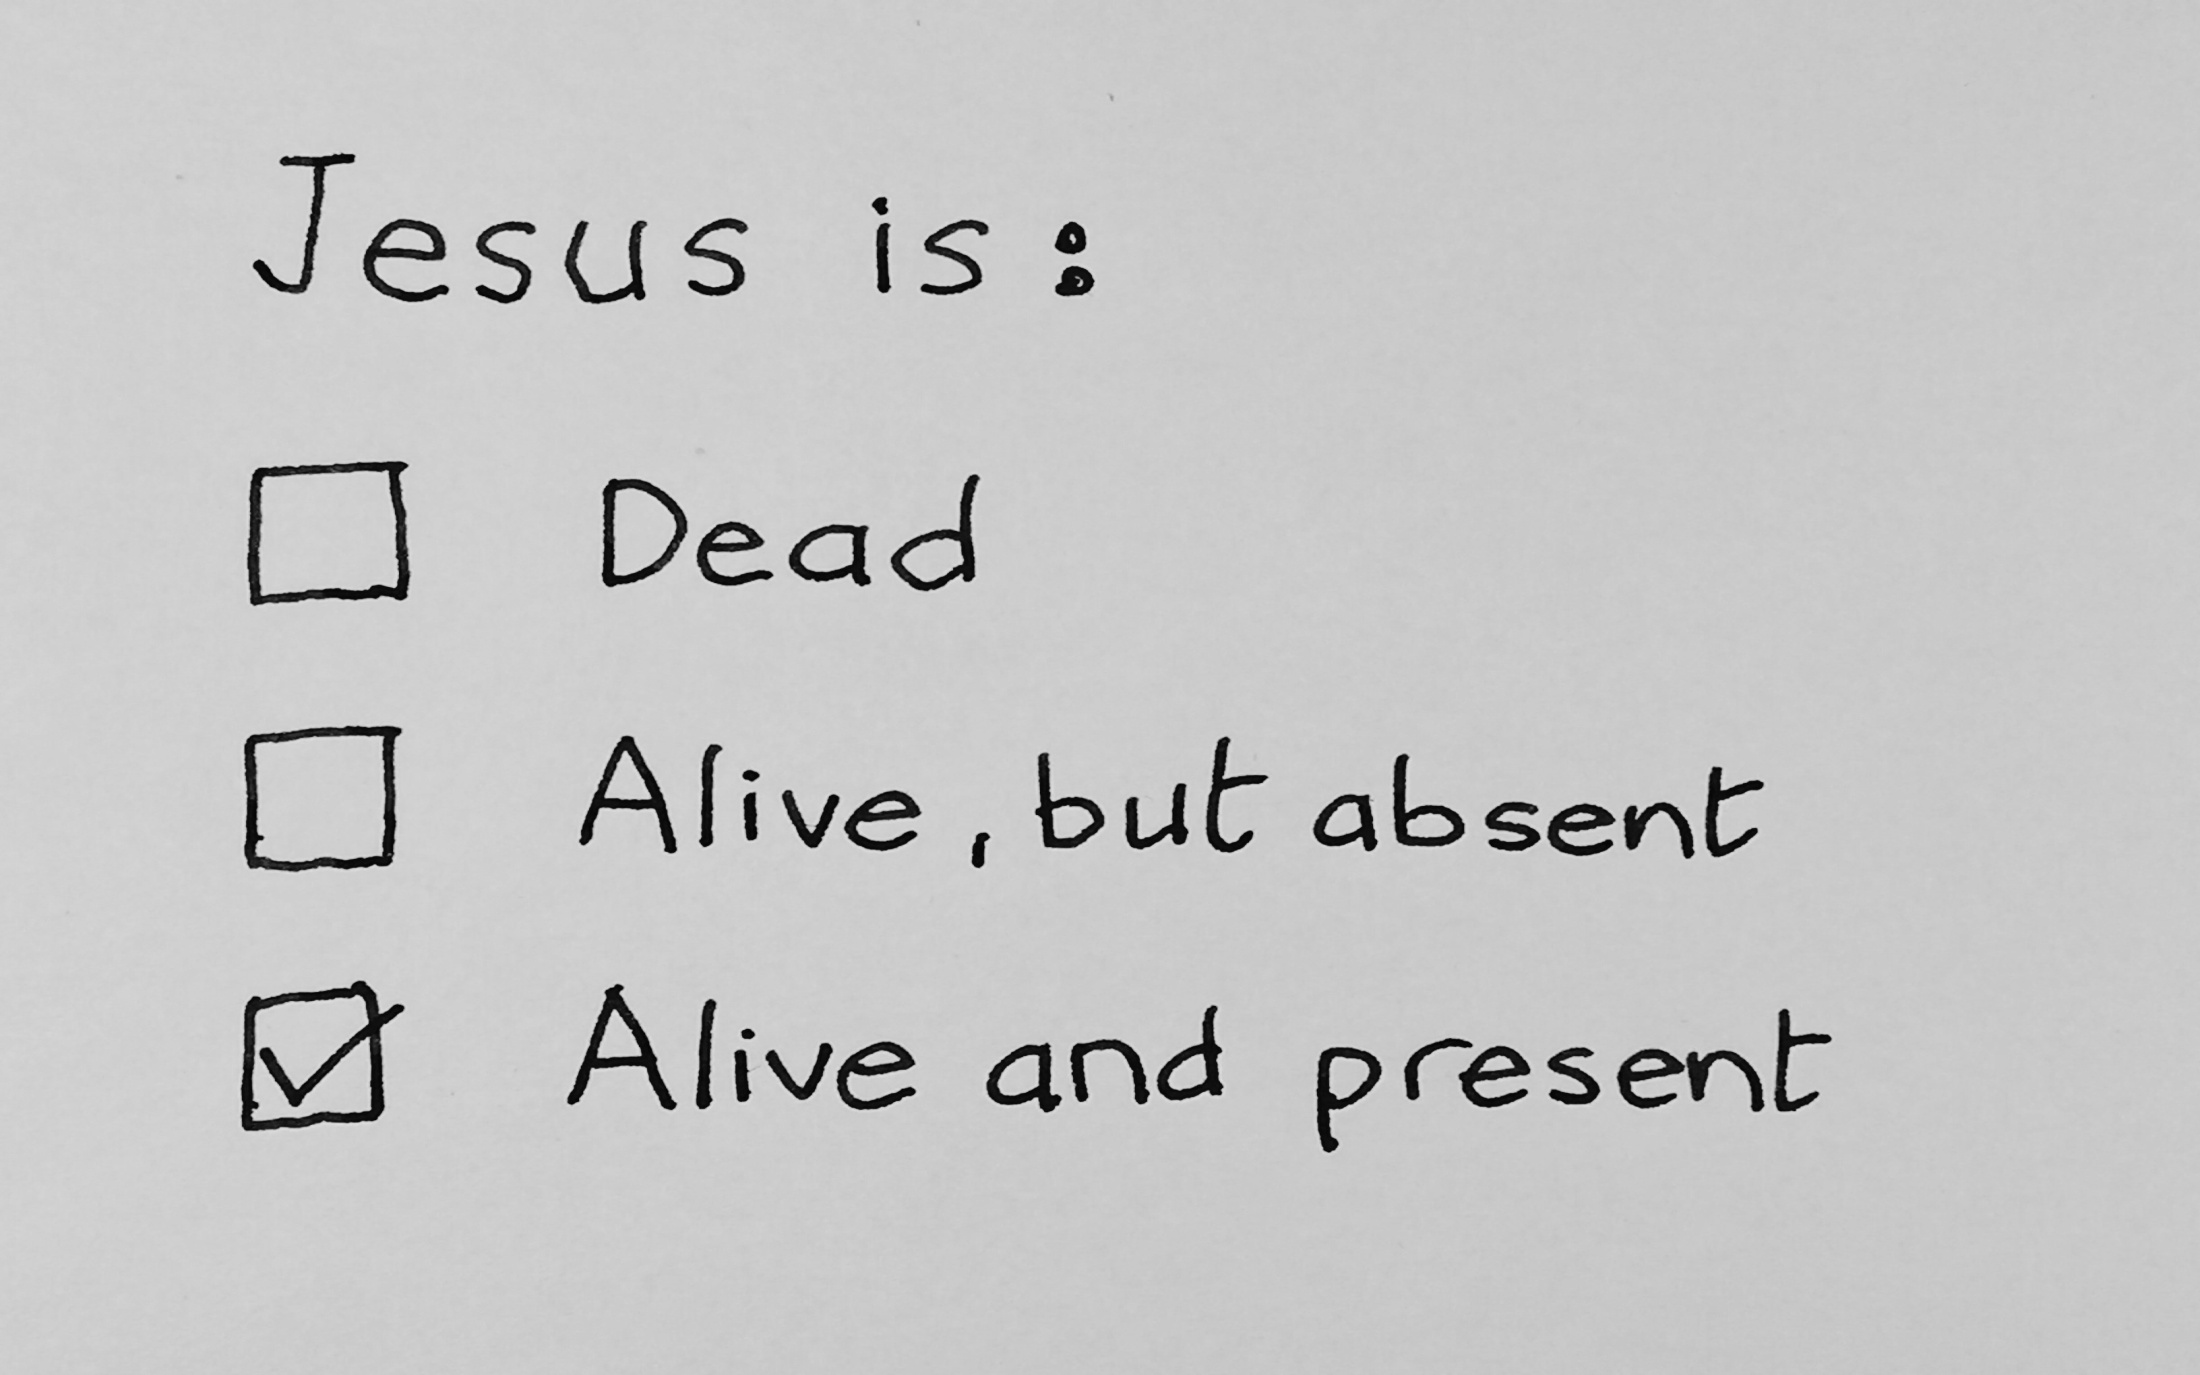 Jesus is:
Dead
Alive, but absent
Alive and present